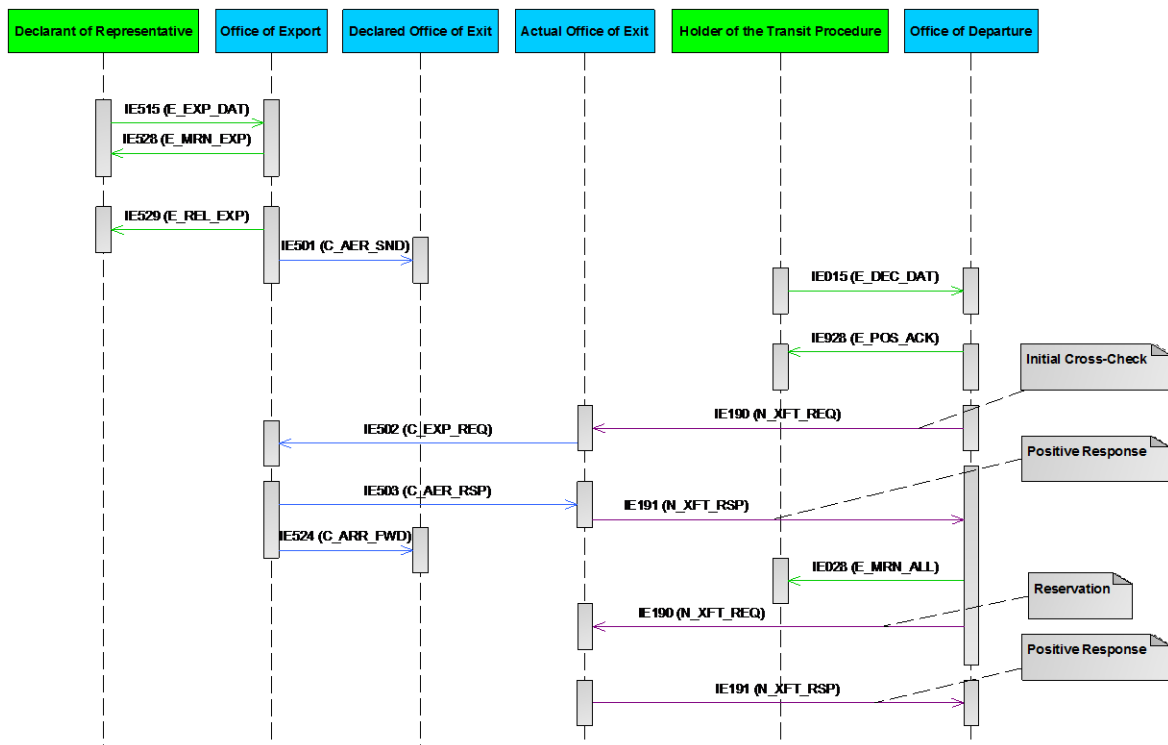 Declarant of Representative
Office of Export
Declared Office of Exit
Actual Office of Exit
Holder of the Transit Procedure
Office of Departure
IE515 (E_EXP_DAT)
IE528 (E_MRN_EXP)
IE529 (E_REL_EXP)
IE501 (C_AER_SND)
IE015 (E_DEC_DAT)
IE928 (E_POS_ACK)
Initial Cross-Check
IE190 (N_XFT_REQ)
IE502 (C_EXP_REQ)
Positive Response
IE503 (C_AER_RSP)
IE191 (N_XFT_RSP)
IE524 (C_ARR_FWD)
IE028 (E_MRN_ALL)
Reservation
IE190 (N_XFT_REQ)
Positive Response
IE191 (N_XFT_RSP)